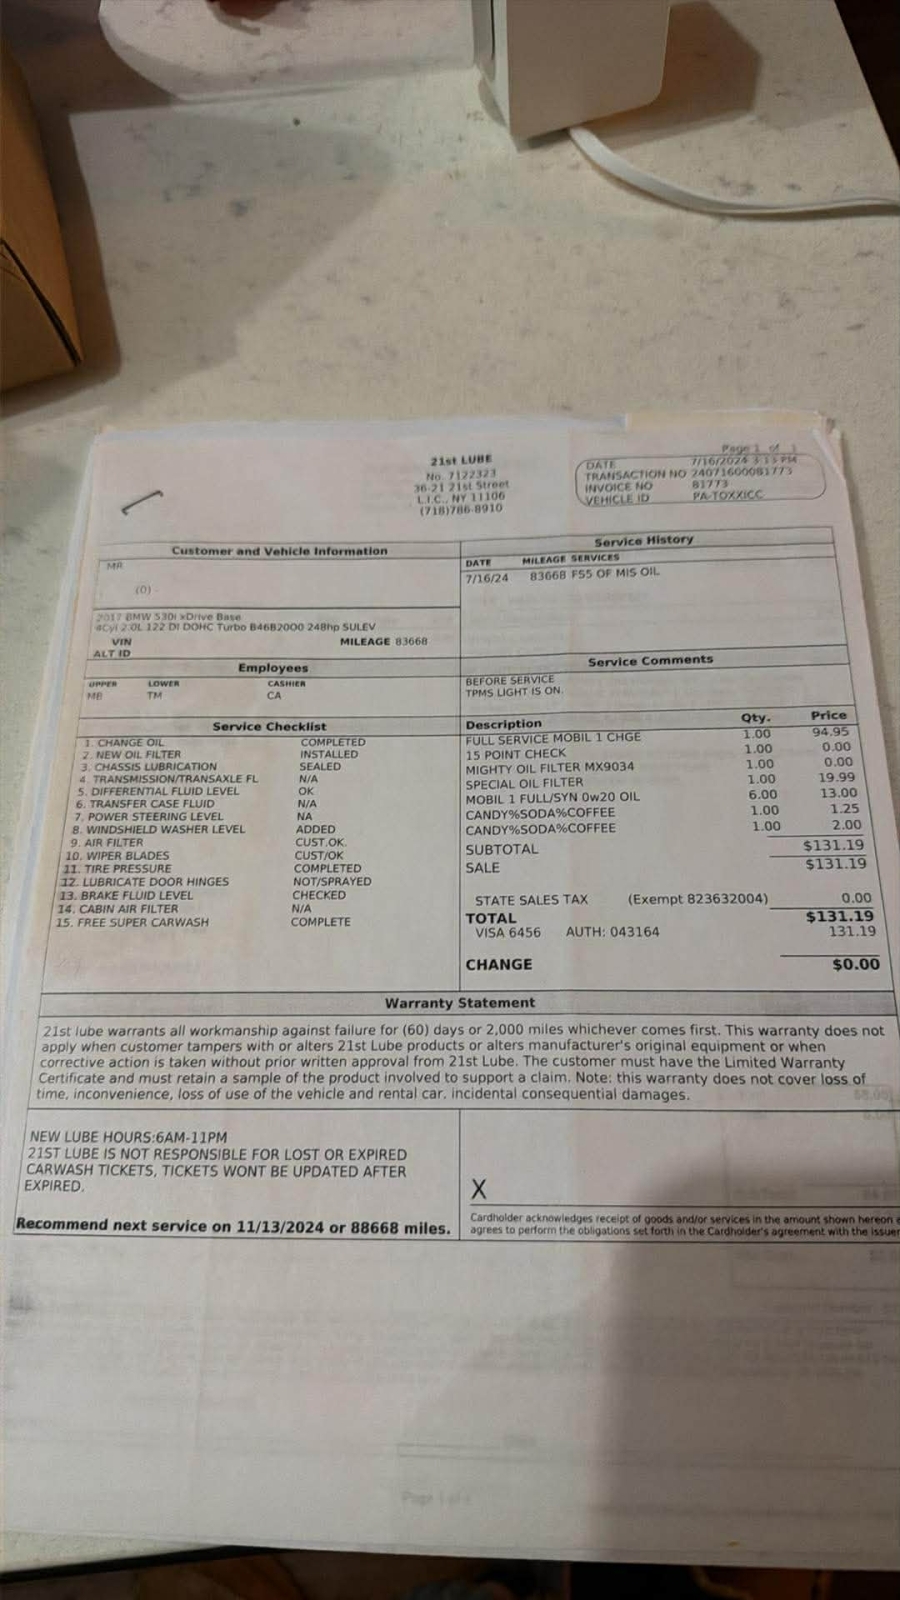 Page 1 of 1
21st LUBE
No. 7122323
36-21 21st Street
L.I.C., NY 11106
(718)786-8910
DATE 7/16/2024 3:15 PM
TRANSACTION NO 24071600081773
INVOICE NO 81773
VEHICLE ID PA-TOXXICC
Customer and Vehicle Information
MR
(0) -
2017 BMW 530i xDrive Base
4Cyl 2.0L 122 DI DOHC Turbo B46B2000 248hp SULEV
VIN MILEAGE 83668
ALT ID
Service History
DATE MILEAGE SERVICES
7/16/24 83668 FS5 OF MIS OIL
Employees
UPPER LOWER CASHIER
MB TM CA
Service Comments
BEFORE SERVICE
TPMS LIGHT IS ON.
Service Checklist
1. CHANGE OIL COMPLETED
2. NEW OIL FILTER INSTALLED
3. CHASSIS LUBRICATION SEALED
4. TRANSMISSION/TRANSAXLE FL N/A
5. DIFFERENTIAL FLUID LEVEL OK
6. TRANSFER CASE FLUID N/A
7. POWER STEERING LEVEL NA
8. WINDSHIELD WASHER LEVEL ADDED
9. AIR FILTER CUST.OK.
10. WIPER BLADES CUST/OK
11. TIRE PRESSURE COMPLETED
12. LUBRICATE DOOR HINGES NOT/SPRAYED
13. BRAKE FLUID LEVEL CHECKED
14. CABIN AIR FILTER N/A
15. FREE SUPER CARWASH COMPLETE
Description Qty. Price
FULL SERVICE MOBIL 1 CHGE 1.00 94.95
15 POINT CHECK 1.00 0.00
MIGHTY OIL FILTER MX9034 1.00 0.00
SPECIAL OIL FILTER 1.00 19.99
MOBIL 1 FULL/SYN 0w20 OIL 6.00 13.00
CANDY%SODA%COFFEE 1.00 1.25
CANDY%SODA%COFFEE 1.00 2.00
SUBTOTAL $131.19
SALE $131.19
STATE SALES TAX (Exempt 823632004) 0.00
TOTAL $131.19
VISA 6456 AUTH: 043164 131.19
CHANGE $0.00
Warranty Statement
21st lube warrants all workmanship against failure for (60) days or 2,000 miles whichever comes first. This warranty does not
apply when customer tampers with or alters 21st Lube products or alters manufacturer's original equipment or when
corrective action is taken without prior written approval from 21st Lube. The customer must have the Limited Warranty
Certificate and must retain a sample of the product involved to support a claim. Note: this warranty does not cover loss of
time, inconvenience, loss of use of the vehicle and rental car, incidental consequential damages.
NEW LUBE HOURS:6AM-11PM
21ST LUBE IS NOT RESPONSIBLE FOR LOST OR EXPIRED
CARWASH TICKETS, TICKETS WONT BE UPDATED AFTER
EXPIRED.
Recommend next service on 11/13/2024 or 88668 miles.
X
Cardholder acknowledges receipt of goods and/or services in the amount shown hereon
agrees to perform the obligations set forth in the Cardholder's agreement with the issuer